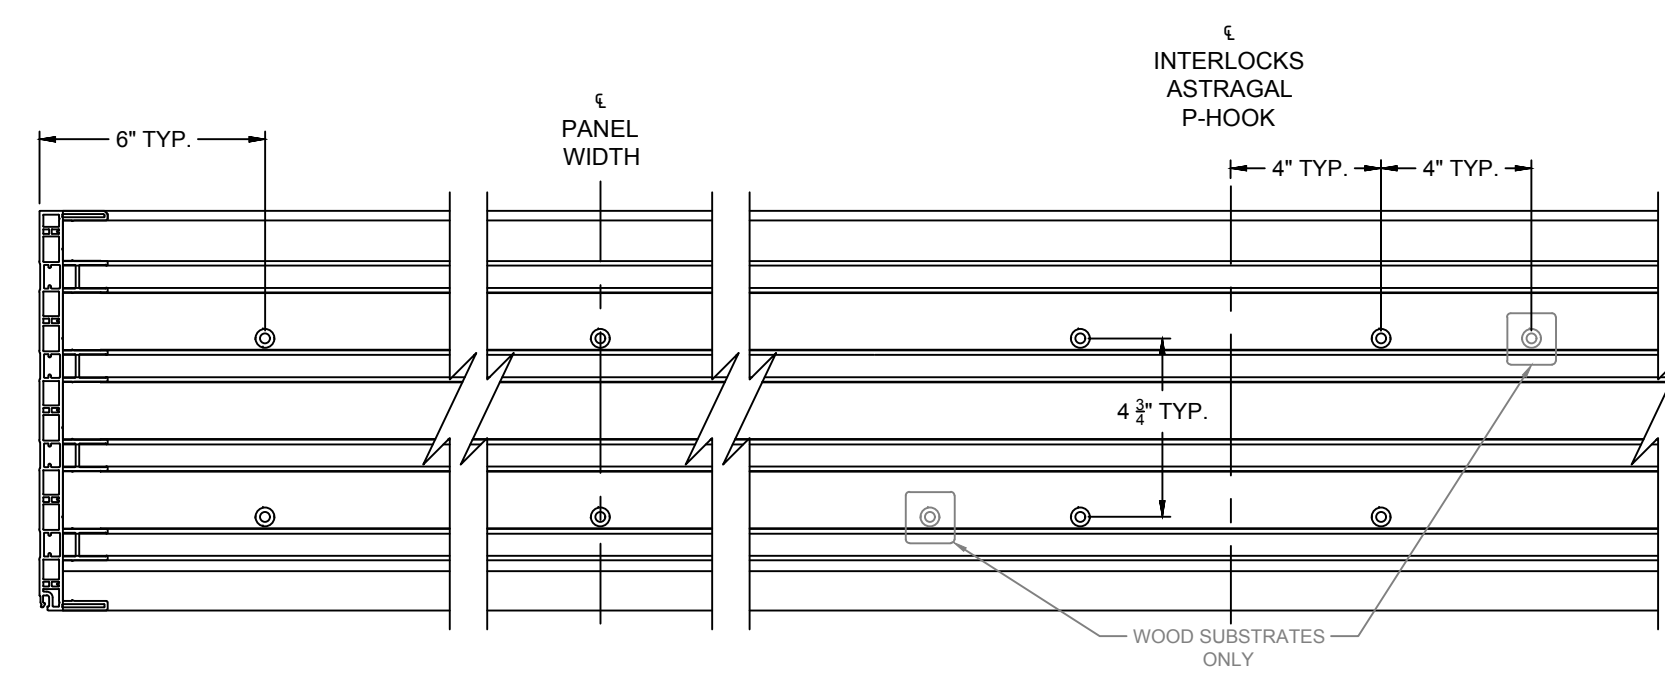 ℄
INTERLOCKS
ASTRAGAL
P-HOOK
℄
PANEL
WIDTH
6" TYP.
4" TYP.
4" TYP.
4 3/4" TYP.
WOOD SUBSTRATES
ONLY